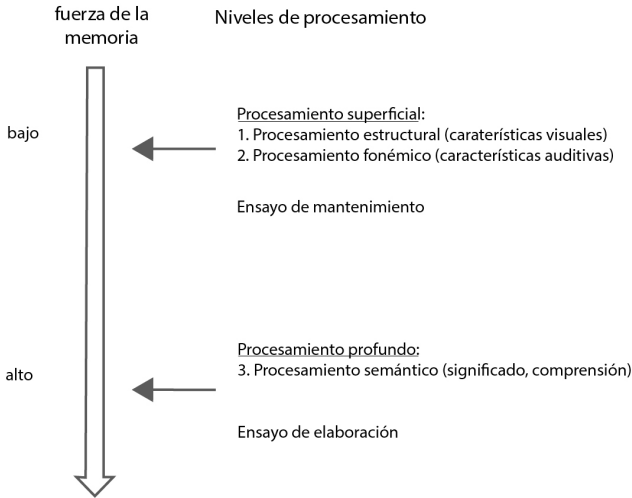 fuerza de la
memoria
Niveles de procesamiento
bajo
Procesamiento superficial:
1. Procesamiento estructural (caraterísticas visuales)
2. Procesamiento fonémico (características auditivas)
Ensayo de mantenimiento
alto
Procesamiento profundo:
3. Procesamiento semántico (significado, comprensión)
Ensayo de elaboración